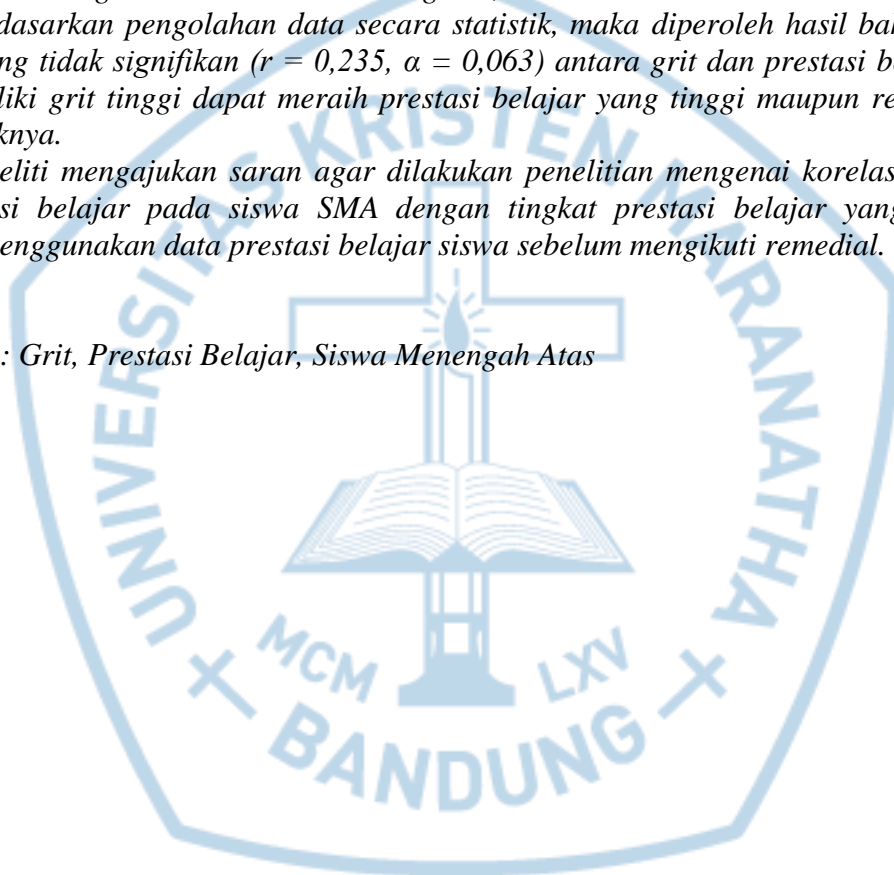 dasarkan pengolahan data secara statistik, maka diperoleh hasil bah
ng tidak signifikan (r = 0,235, α = 0,063) antara grit dan prestasi be
liki grit tinggi dapat meraih prestasi belajar yang tinggi maupun re
knya.
eliti mengajukan saran agar dilakukan penelitian mengenai korelas
si belajar pada siswa SMA dengan tingkat prestasi belajar yang
enggunakan data prestasi belajar siswa sebelum mengikuti remedial.
: Grit, Prestasi Belajar, Siswa Menengah Atas
UNIVERSITAS KRISTEN MARANATHA
MCM LXV
BANDUNG